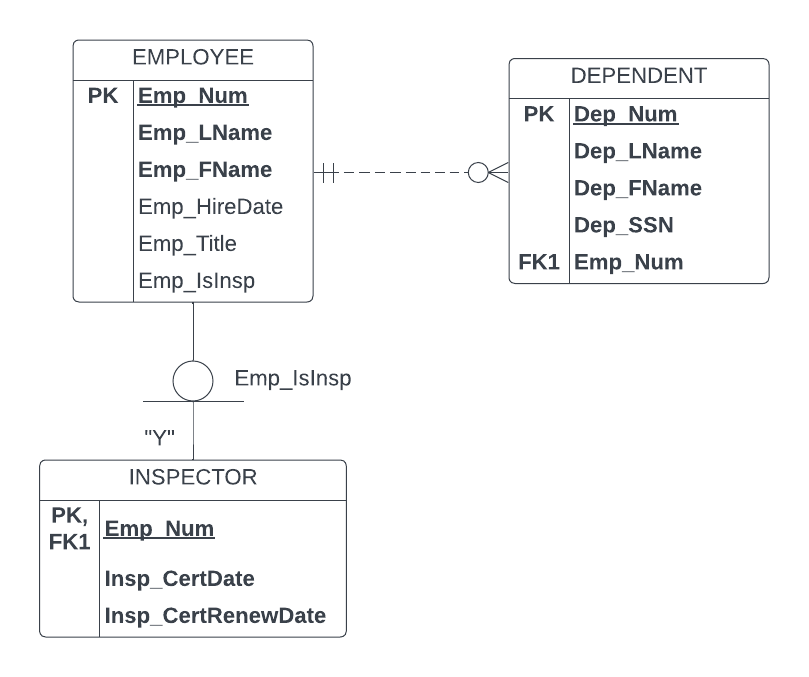 EMPLOYEE
PK Emp_Num
Emp_LName
Emp_FName
Emp_HireDate
Emp_Title
Emp_IsInsp
DEPENDENT
PK Dep_Num
Dep_LName
Dep_FName
Dep_SSN
FK1 Emp_Num
Emp_IsInsp
"Y"
INSPECTOR
PK,
FK1 Emp_Num
Insp_CertDate
Insp_CertRenewDate